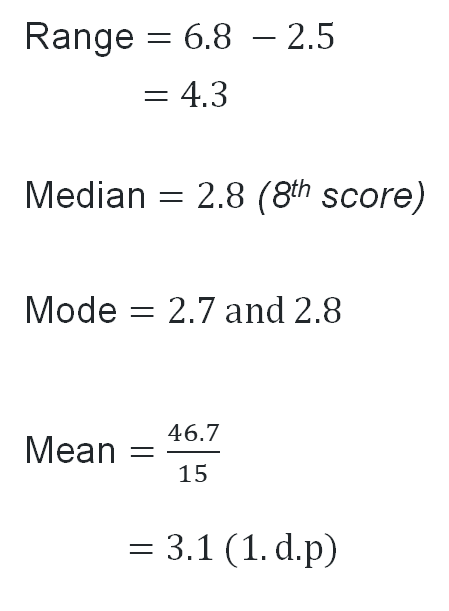 Range = 6.8 − 2.5
= 4.3
Median = 2.8 (8th score)
Mode = 2.7 and 2.8
Mean = 46.7/15
= 3.1 (1. d.p)